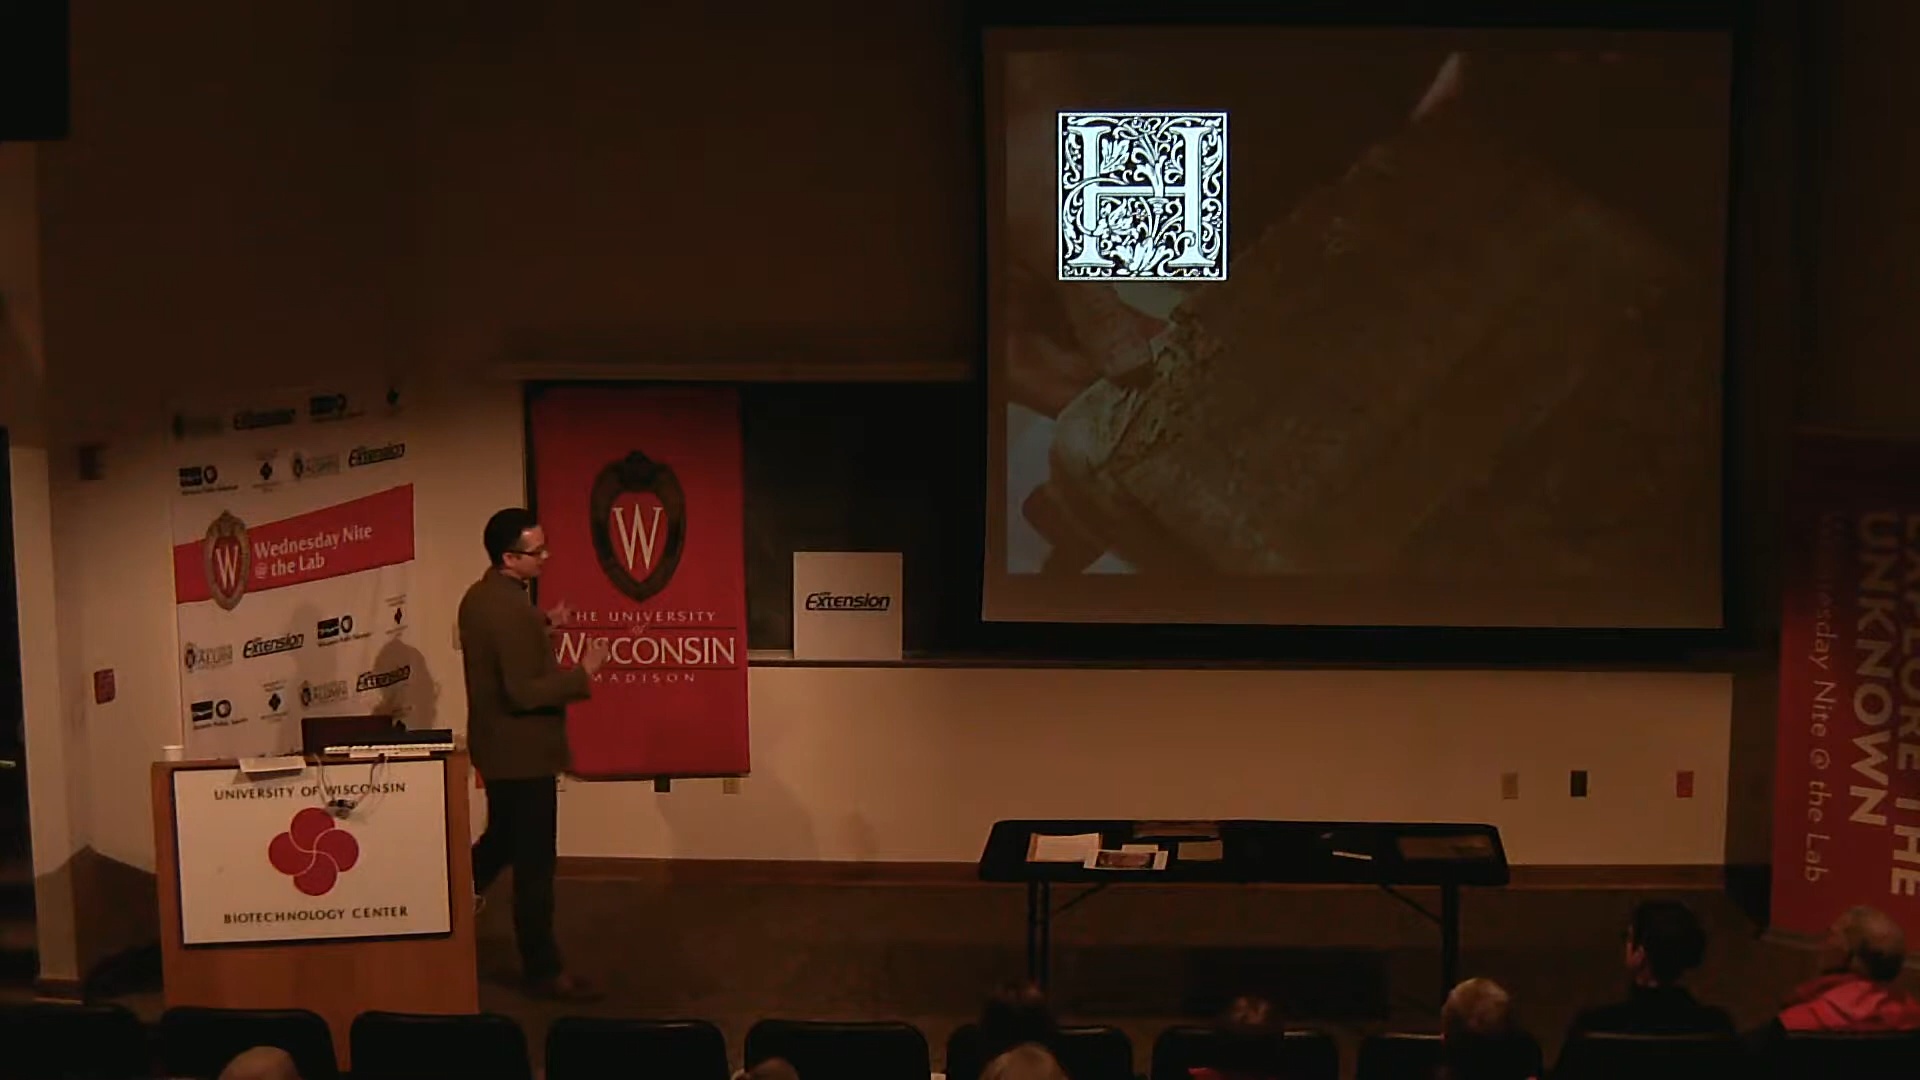 H
Extension
Extension
W
Wednesday Nite
@ the Lab
Extension
Extension
W
THE UNIVERSITY
of
WISCONSIN
MADISON
Extension
UNIVERSITY OF WISCONSIN
BIOTECHNOLOGY CENTER
EXPLORE THE
UNKNOWN
Wednesday Nite @ the Lab